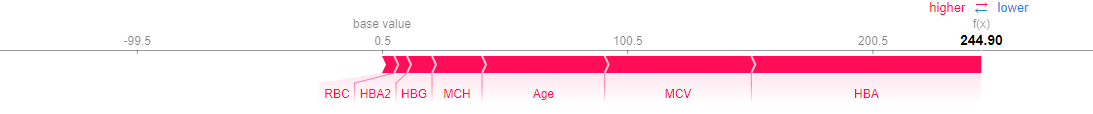 higher ⇄ lower
base value f(x)
-99.5 0.5 100.5 200.5 244.90
RBC HBA2 HBG MCH Age MCV HBA